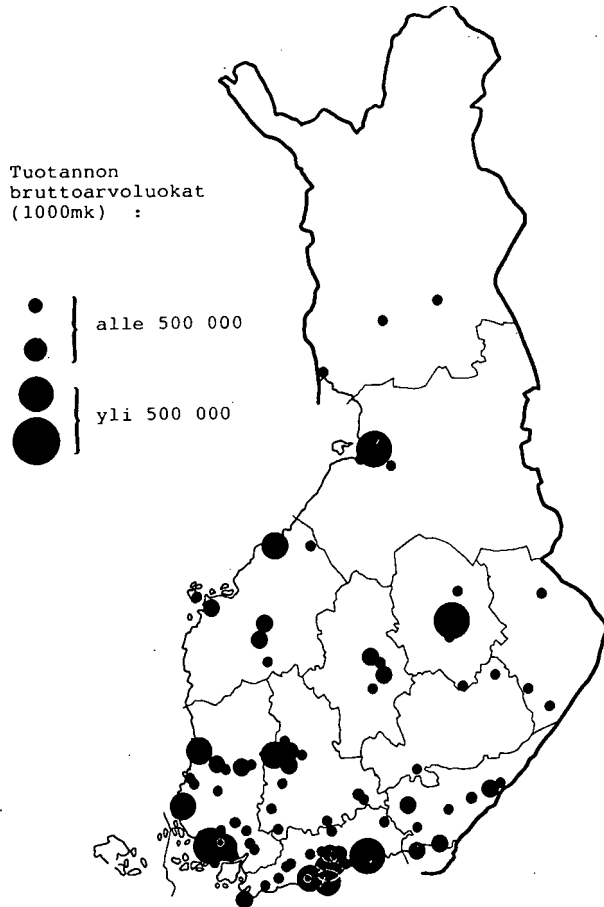 Tuotannon
bruttoarvoluokat
(1000mk) :
alle 500 000
yli 500 000